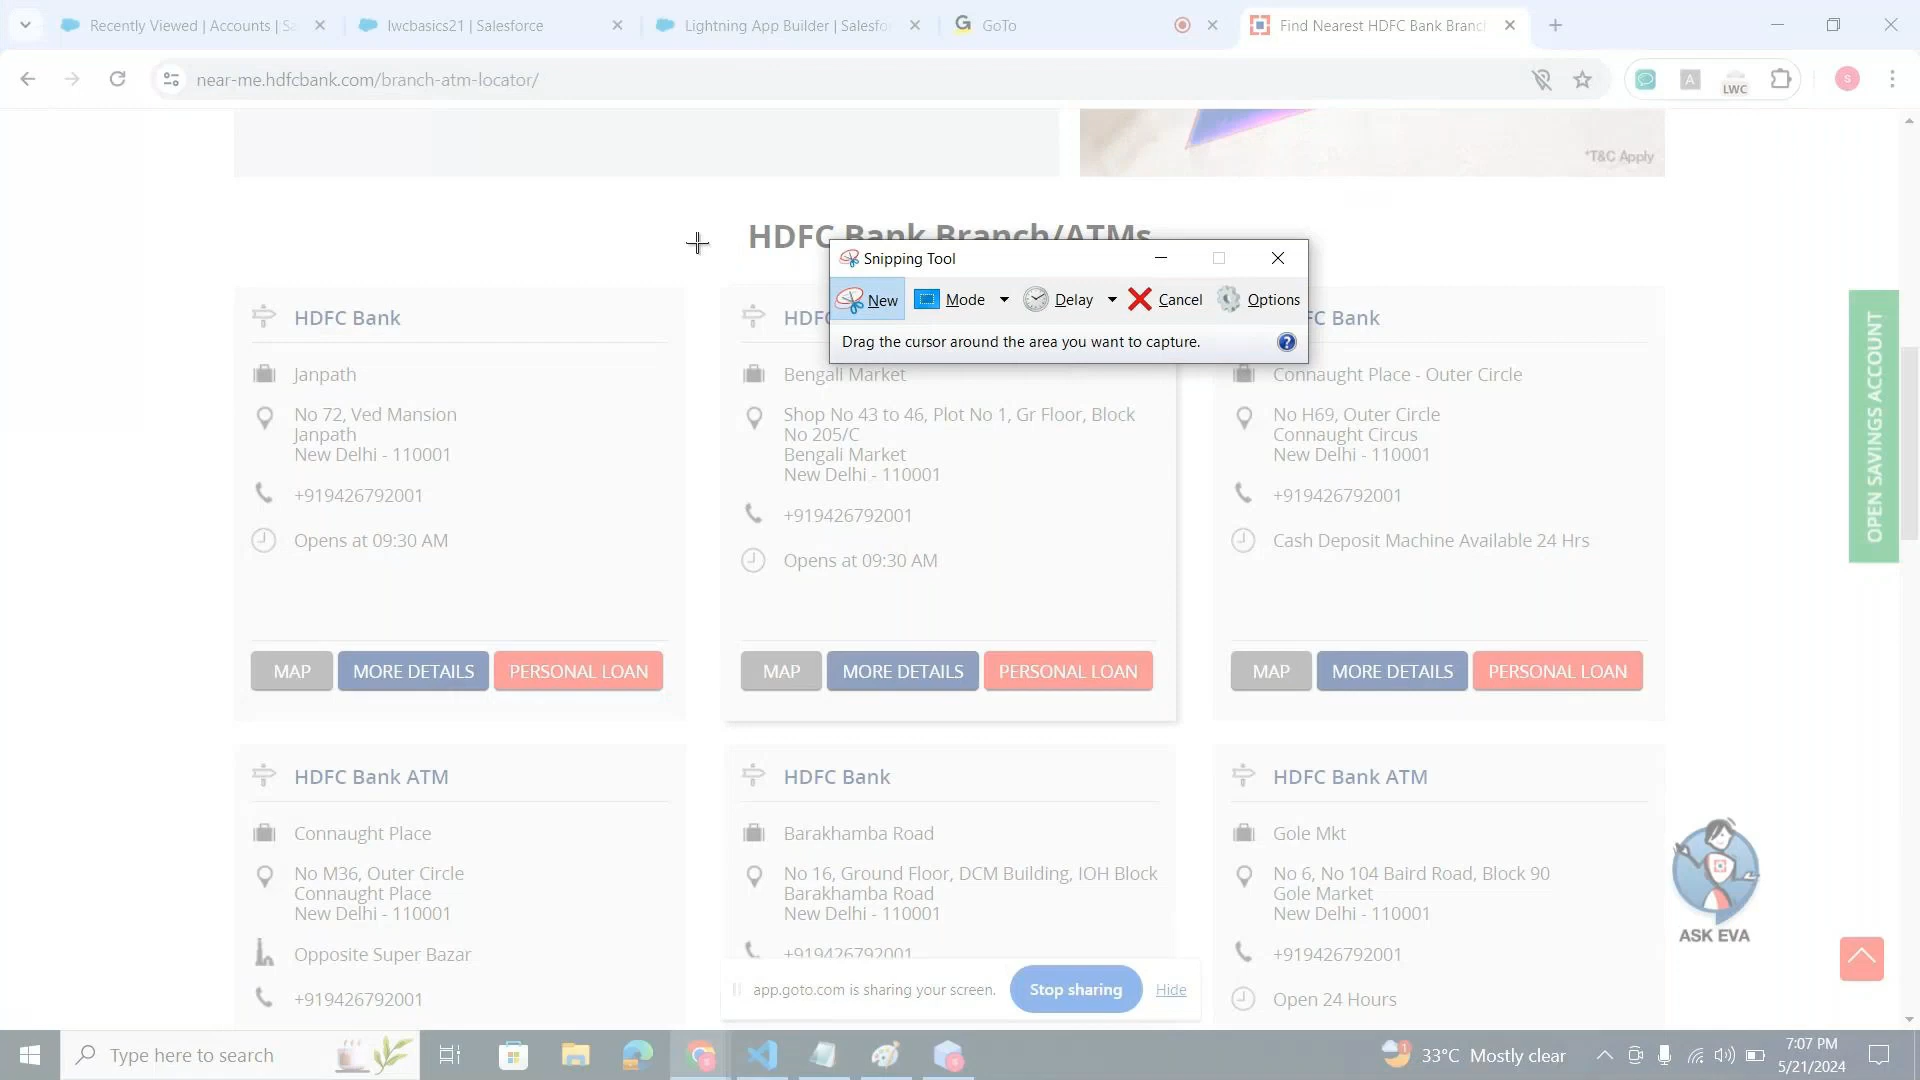 Recently Viewed | Accounts | Sa
lwcbasics21 | Salesforce
Lightning App Builder | Salesfo
GoTo
Find Nearest HDFC Bank Branc
near-me.hdfcbank.com/branch-atm-locator/
A
LWC
S
*T&C Apply
HDFC Bank Branch/ATMs
Snipping Tool
New
Mode
Delay
Cancel
Options
Drag the cursor around the area you want to capture.
?
HDFC Bank
Janpath
No 72, Ved Mansion
Janpath
New Delhi - 110001
+919426792001
Opens at 09:30 AM
MAP
MORE DETAILS
PERSONAL LOAN
HDF
Bengali Market
Shop No 43 to 46, Plot No 1, Gr Floor, Block
No 205/C
Bengali Market
New Delhi - 110001
+919426792001
Opens at 09:30 AM
MAP
MORE DETAILS
PERSONAL LOAN
FC Bank
Connaught Place - Outer Circle
No H69, Outer Circle
Connaught Circus
New Delhi - 110001
+919426792001
Cash Deposit Machine Available 24 Hrs
MAP
MORE DETAILS
PERSONAL LOAN
OPEN SAVINGS ACCOUNT
HDFC Bank ATM
Connaught Place
No M36, Outer Circle
Connaught Place
New Delhi - 110001
Opposite Super Bazar
+919426792001
HDFC Bank
Barakhamba Road
No 16, Ground Floor, DCM Building, IOH Block
Barakhamba Road
New Delhi - 110001
+919426792001
HDFC Bank ATM
Gole Mkt
No 6, No 104 Baird Road, Block 90
Gole Market
New Delhi - 110001
+919426792001
Open 24 Hours
ASK EVA
app.goto.com is sharing your screen.
Stop sharing
Hide
Type here to search
1
33°C Mostly clear
7:07 PM
5/21/2024